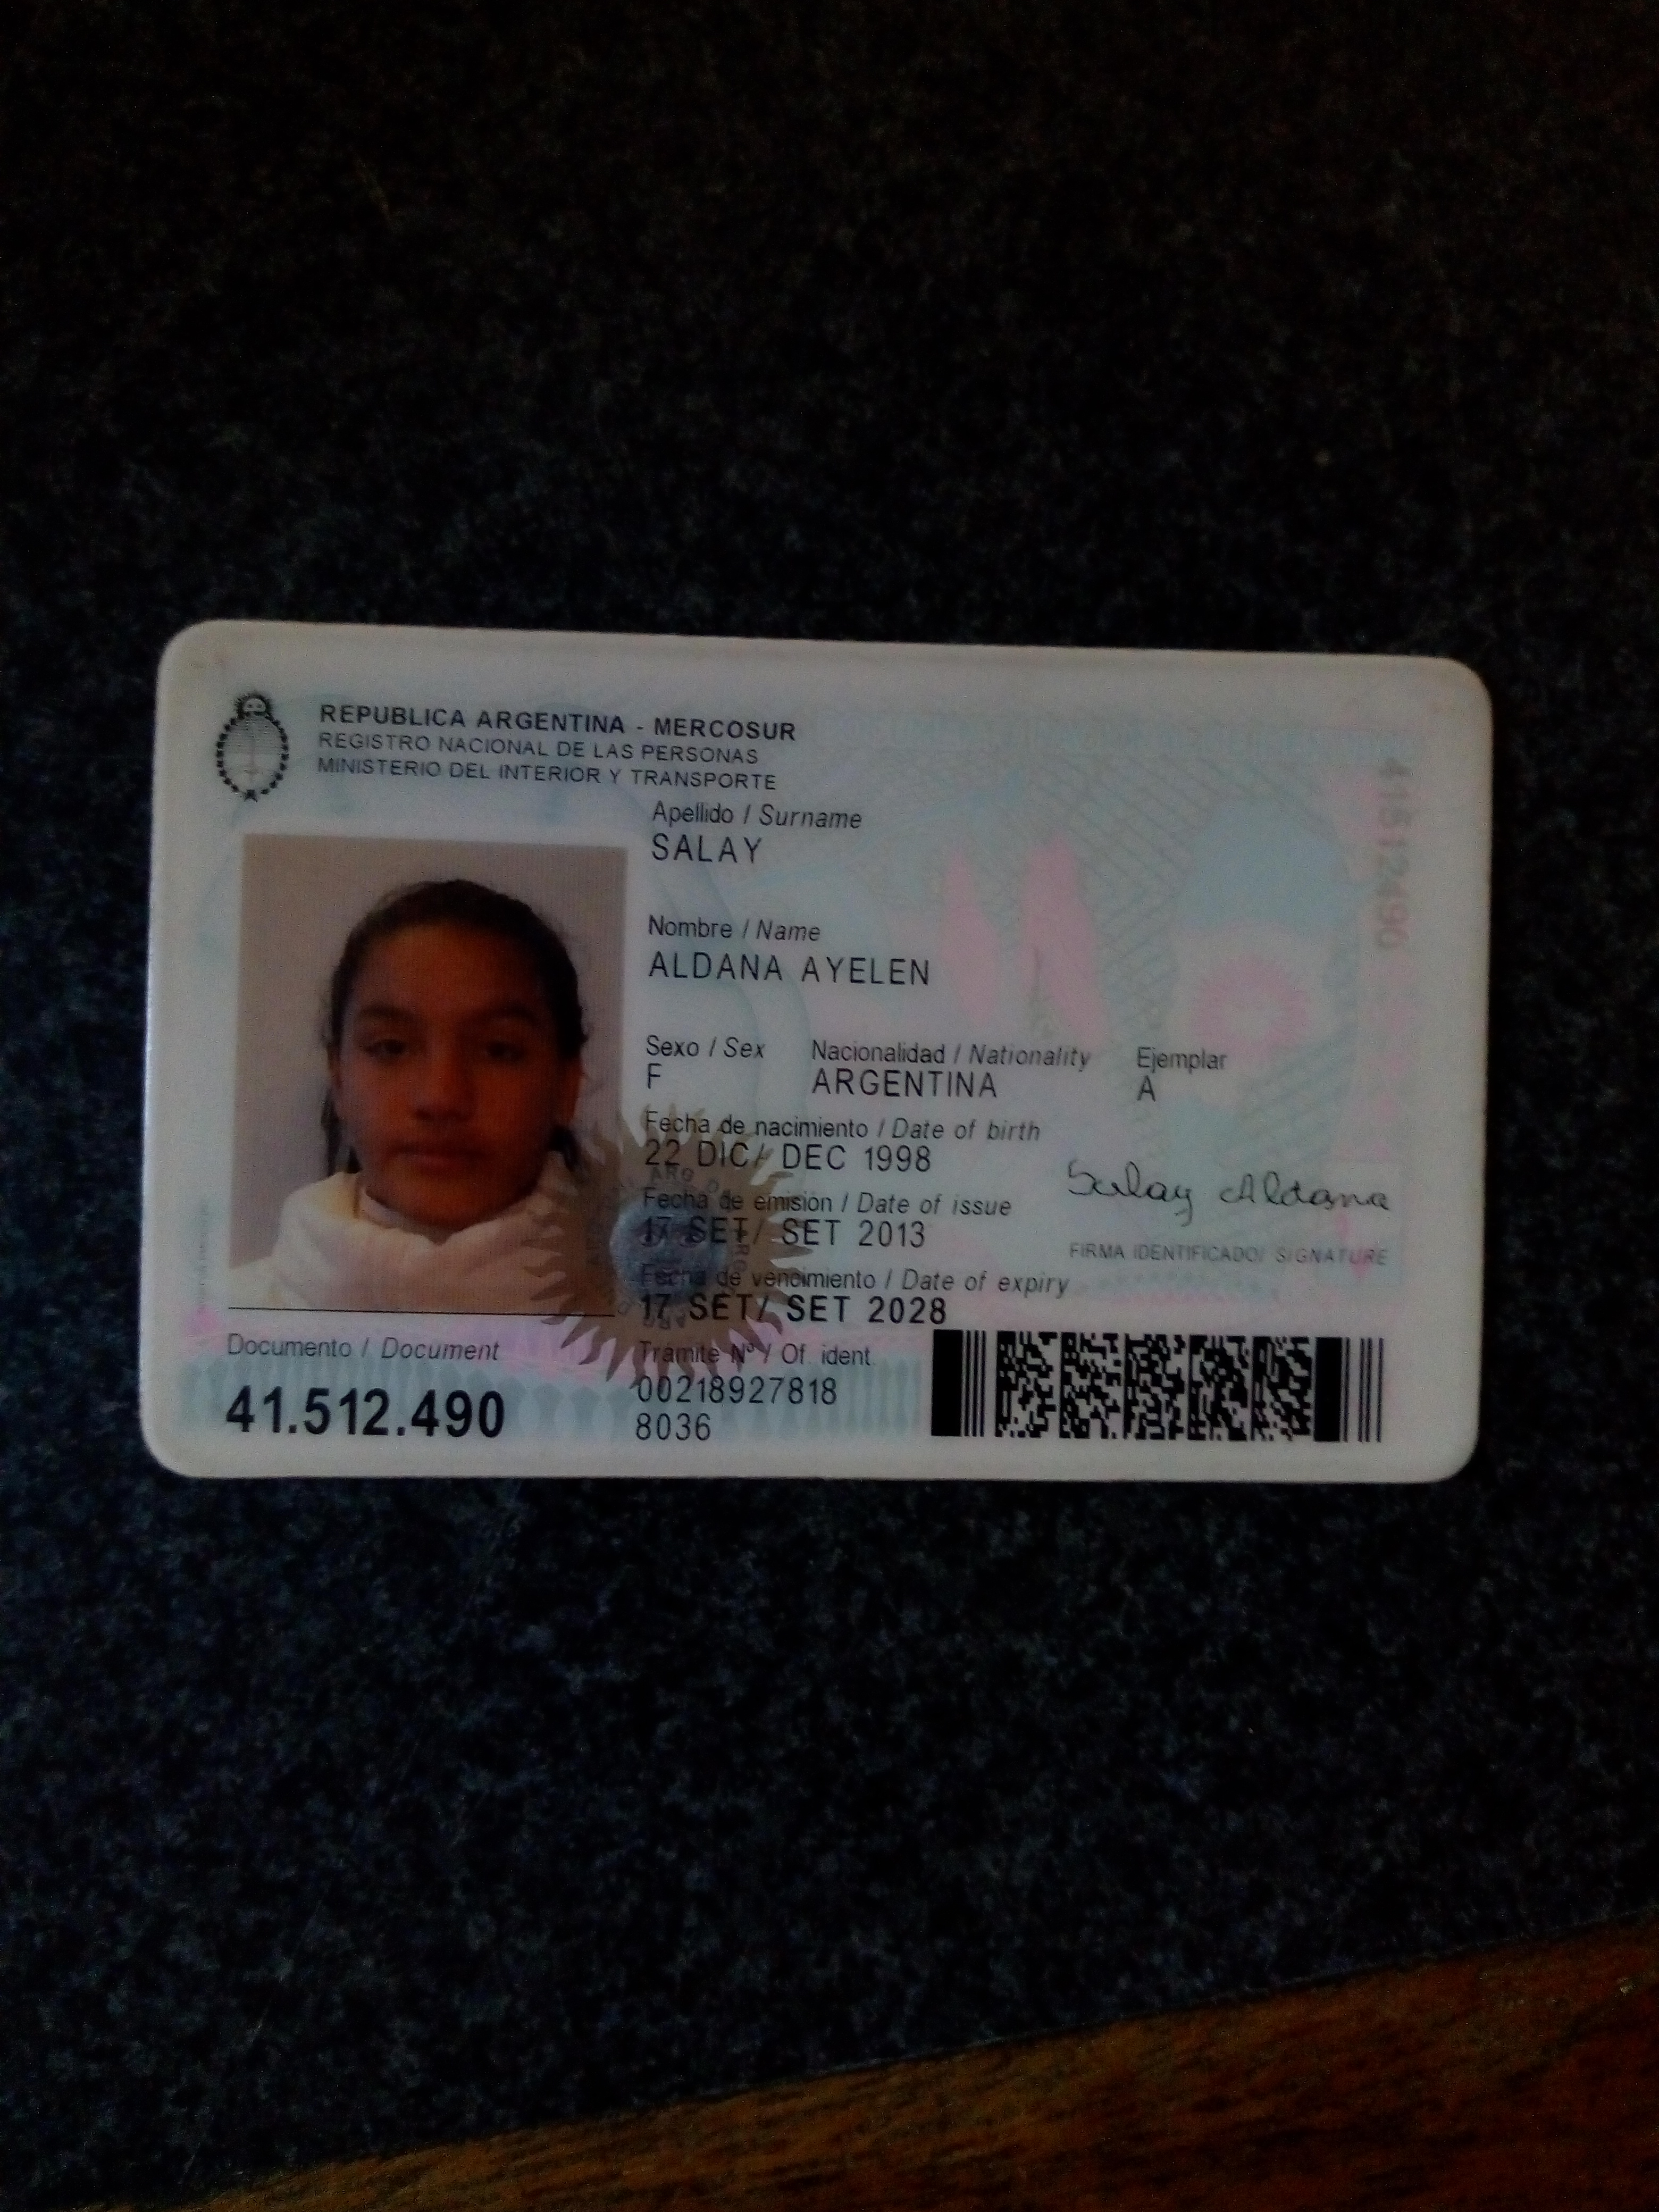 REPUBLICA ARGENTINA - MERCOSUR
REGISTRO NACIONAL DE LAS PERSONAS
MINISTERIO DEL INTERIOR Y TRANSPORTE
Apellido / Surname
SALAY
Nombre / Name
ALDANA AYELEN
Sexo / Sex Nacionalidad / Nationality Ejemplar
F ARGENTINA A
Fecha de nacimiento / Date of birth
22 DIC/ DEC 1998
Fecha de emisión / Date of issue
17 SET/ SET 2013
Fecha de vencimiento / Date of expiry
17 SET/ SET 2028
Salay Aldana
FIRMA IDENTIFICADO/ SIGNATURE
Documento / Document
41.512.490
Trámite Nº / Of. ident.
00218927818
8036
41512490